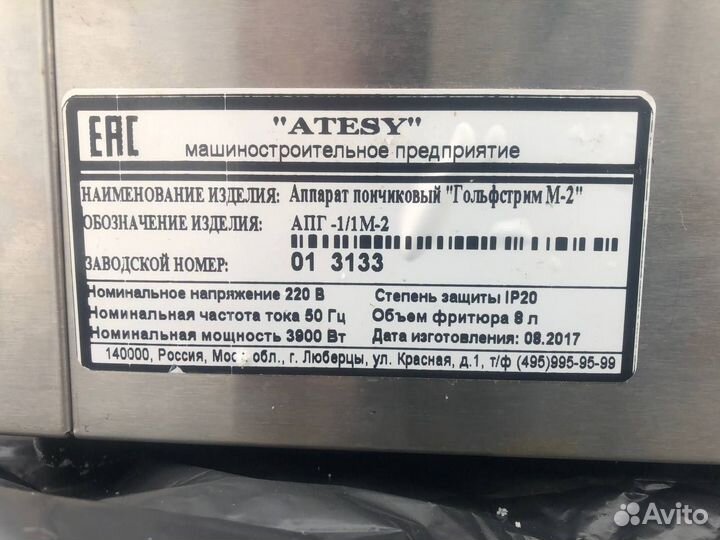 EAC
"ATESY"
машиностроительное предприятие
НАИМЕНОВАНИЕ ИЗДЕЛИЯ: Аппарат пончиковый "Гольфстрим М-2"
ОБОЗНАЧЕНИЕ ИЗДЕЛИЯ: АПГ -1/1М-2
ЗАВОДСКОЙ НОМЕР: 01 3133
Номинальное напряжение 220 В Степень защиты IP20
Номинальная частота тока 50 Гц Объем фритюра 8 л
Номинальная мощность 3900 Вт Дата изготовления: 08.2017
140000, Россия, Моск. обл., г. Люберцы, ул. Красная, д.1, т/ф (495)995-95-99
Avito